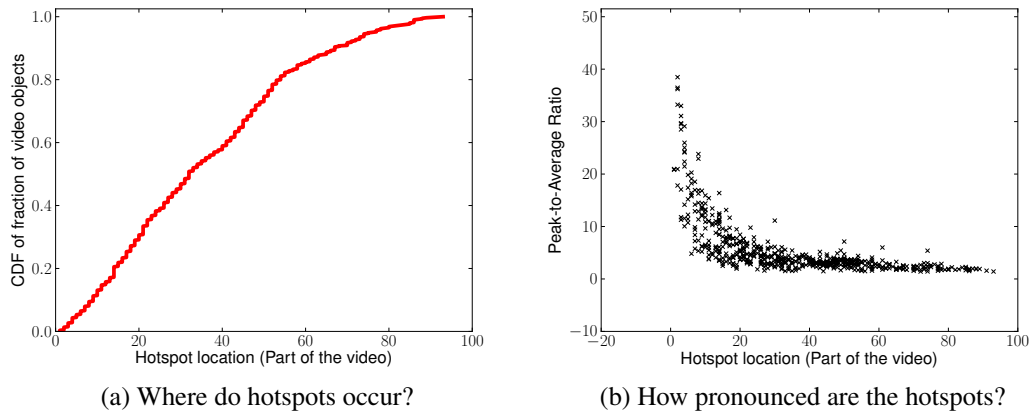 CDF of fraction of video objects
1.0
0.8
0.6
0.4
0.2
0.0
0 20 40 60 80 100
Hotspot location (Part of the video)
(a) Where do hotspots occur?
Peak-to-Average Ratio
50
40
30
20
10
0
−10
−20 0 20 40 60 80 100
Hotspot location (Part of the video)
(b) How pronounced are the hotspots?